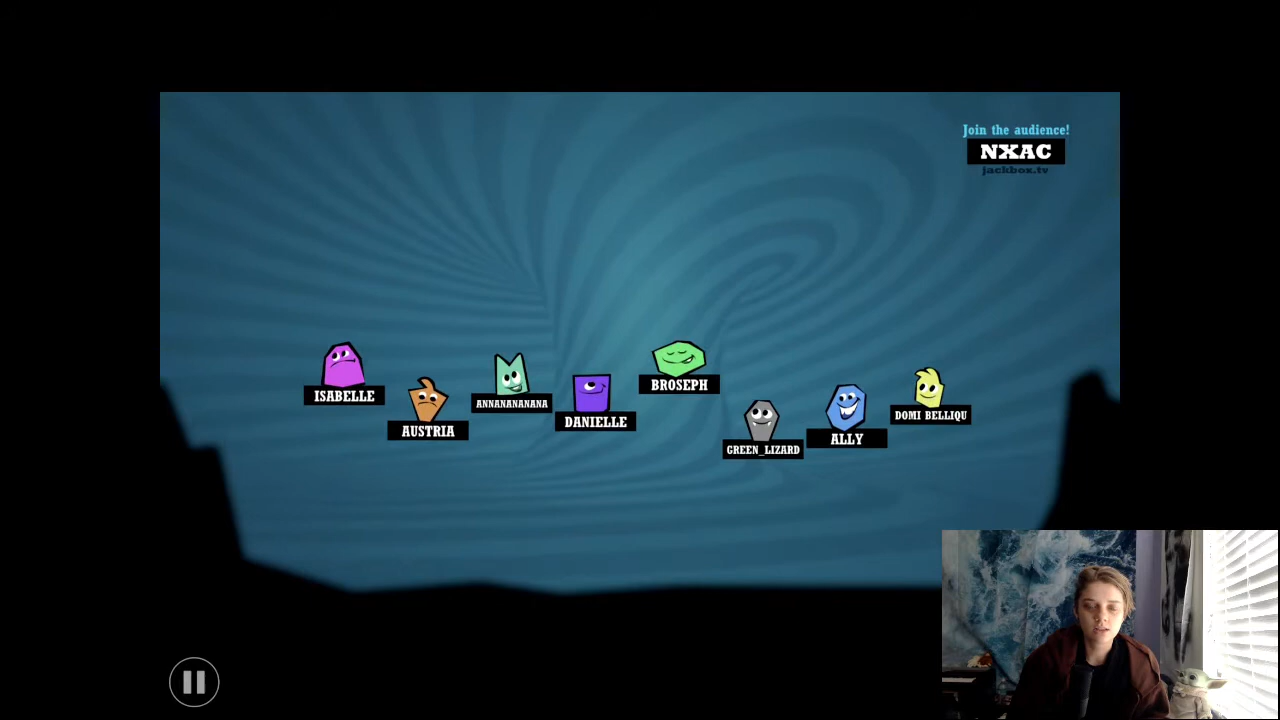 Join the audience!
NXAC
jackbox.tv
ISABELLE
AUSTRIA
ANNANANANANA
DANIELLE
BROSEPH
GREEN_LIZARD
ALLY
DOMI BELLIQU